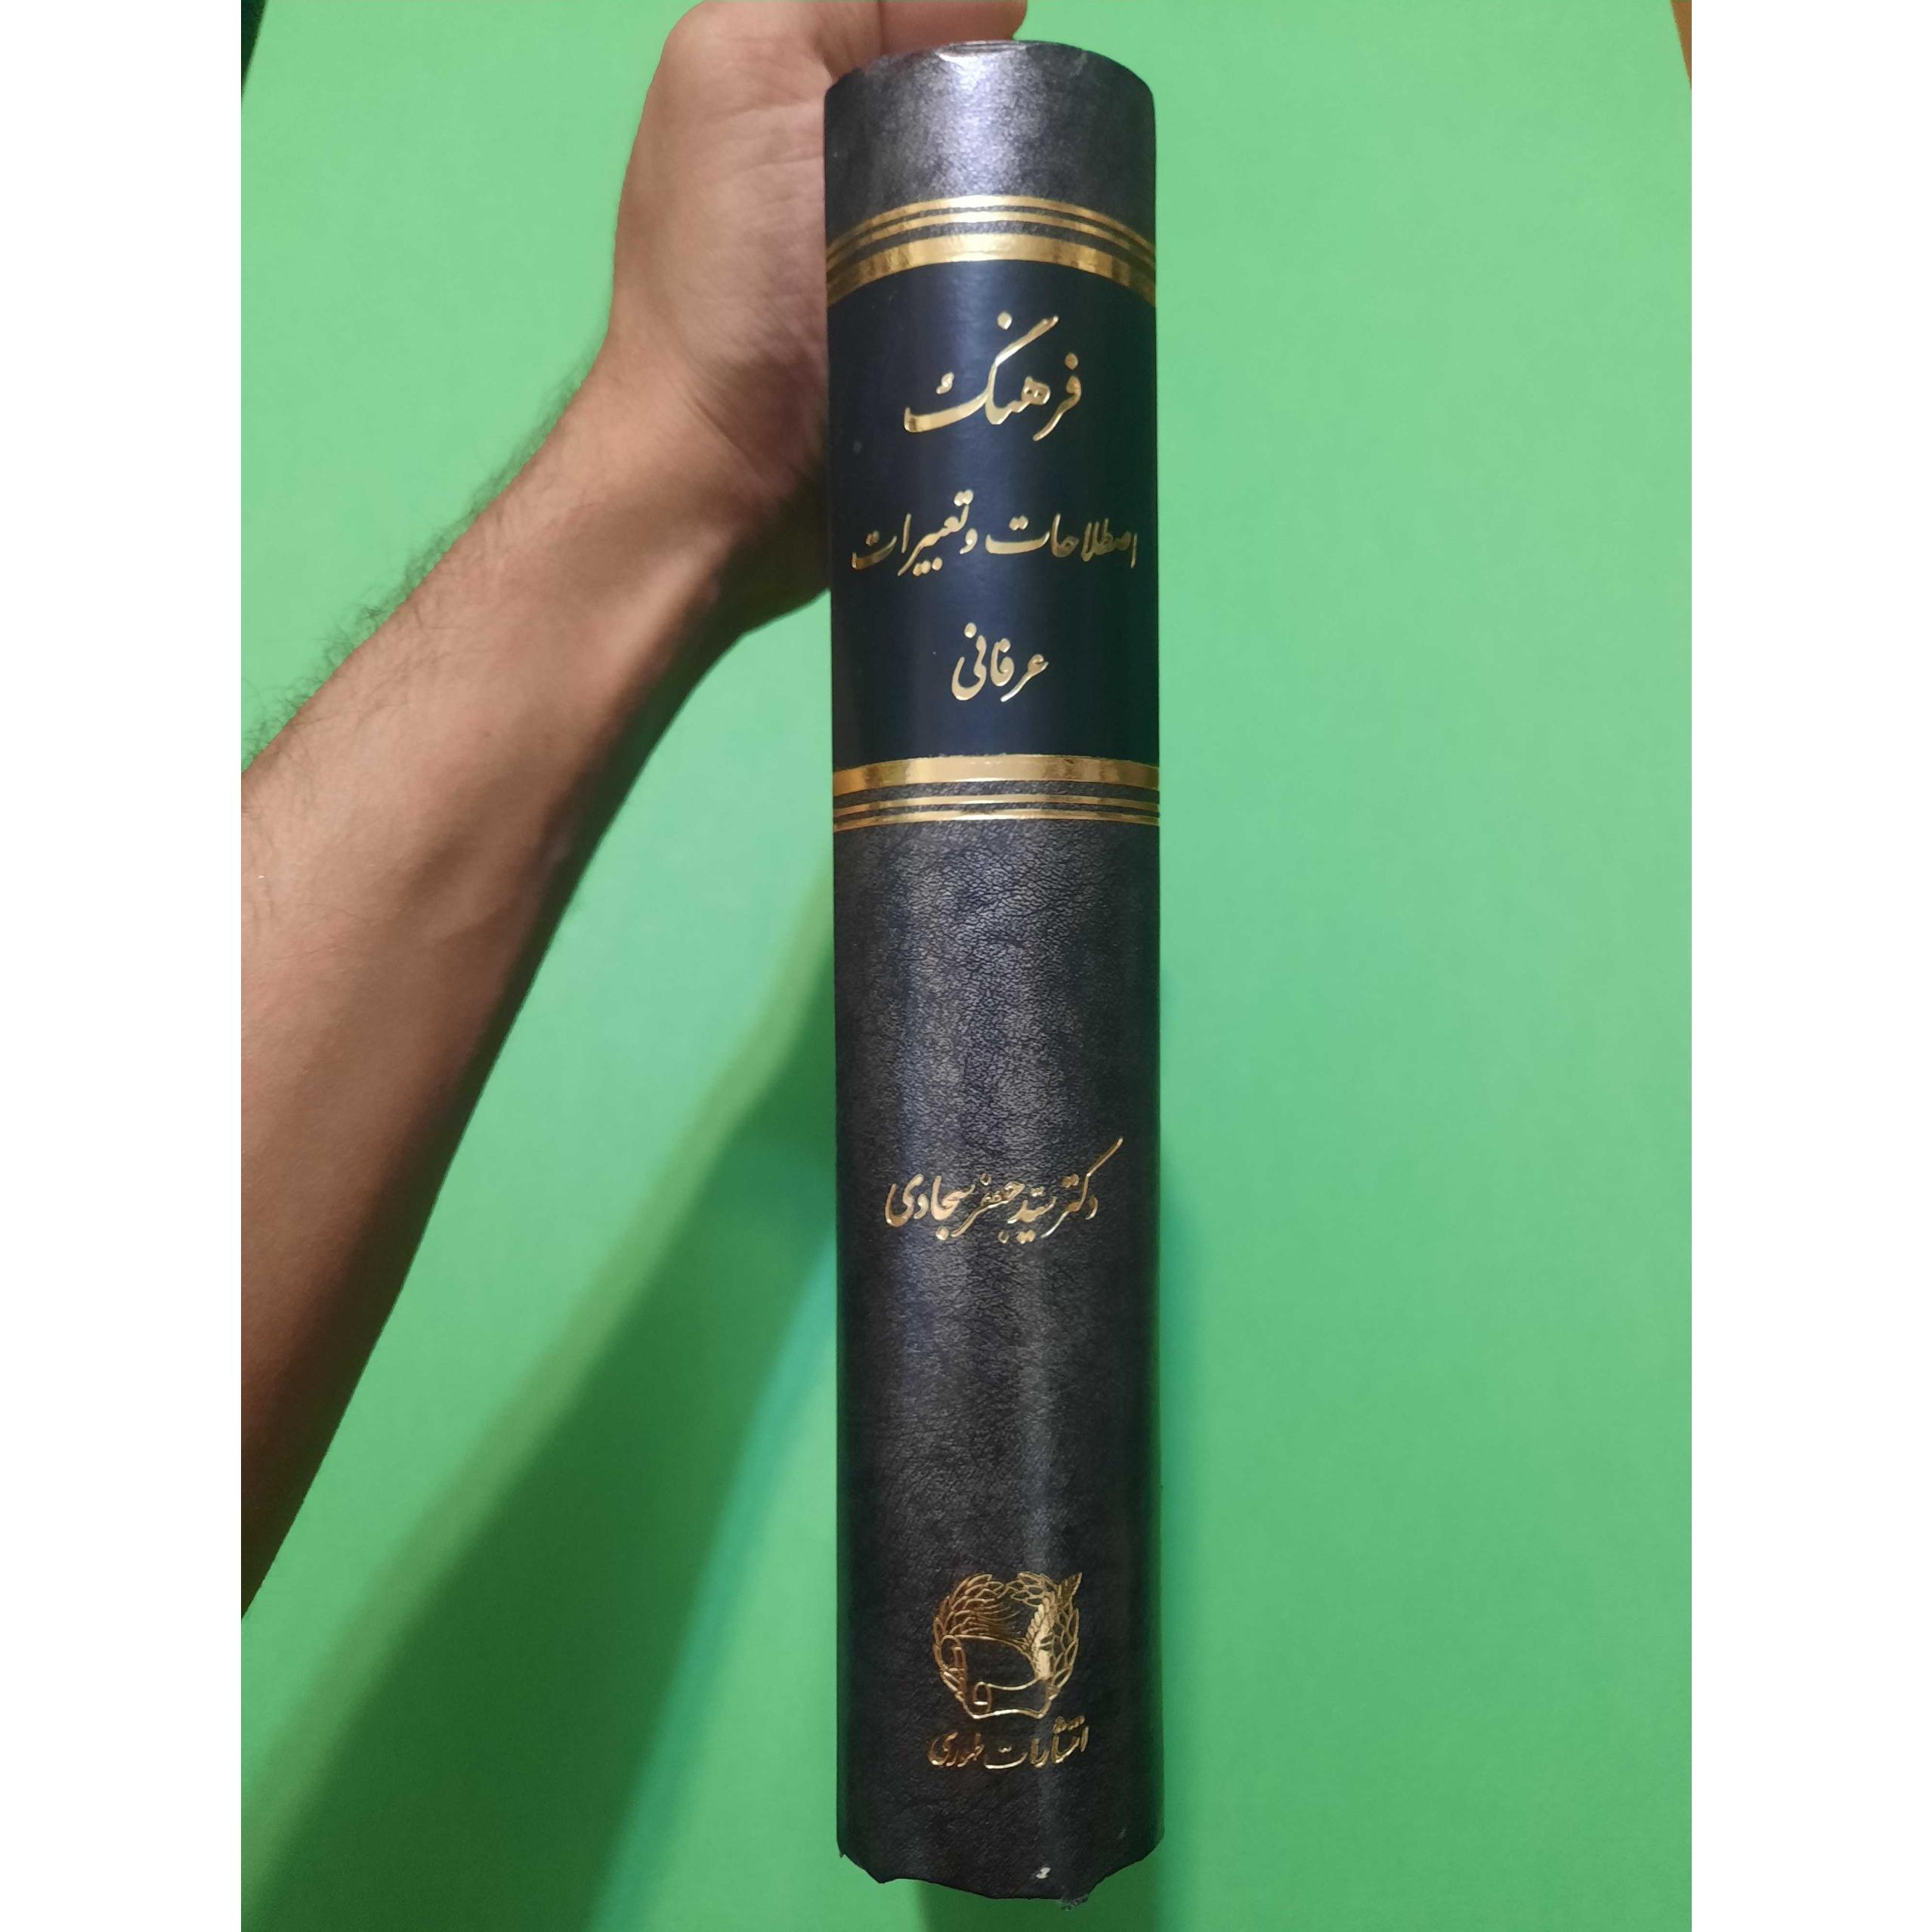 فرهنگ
اصطلاحات و تعبیرات
عرفانی
دکتر سید جعفر سجادی
انتشارات طهوری